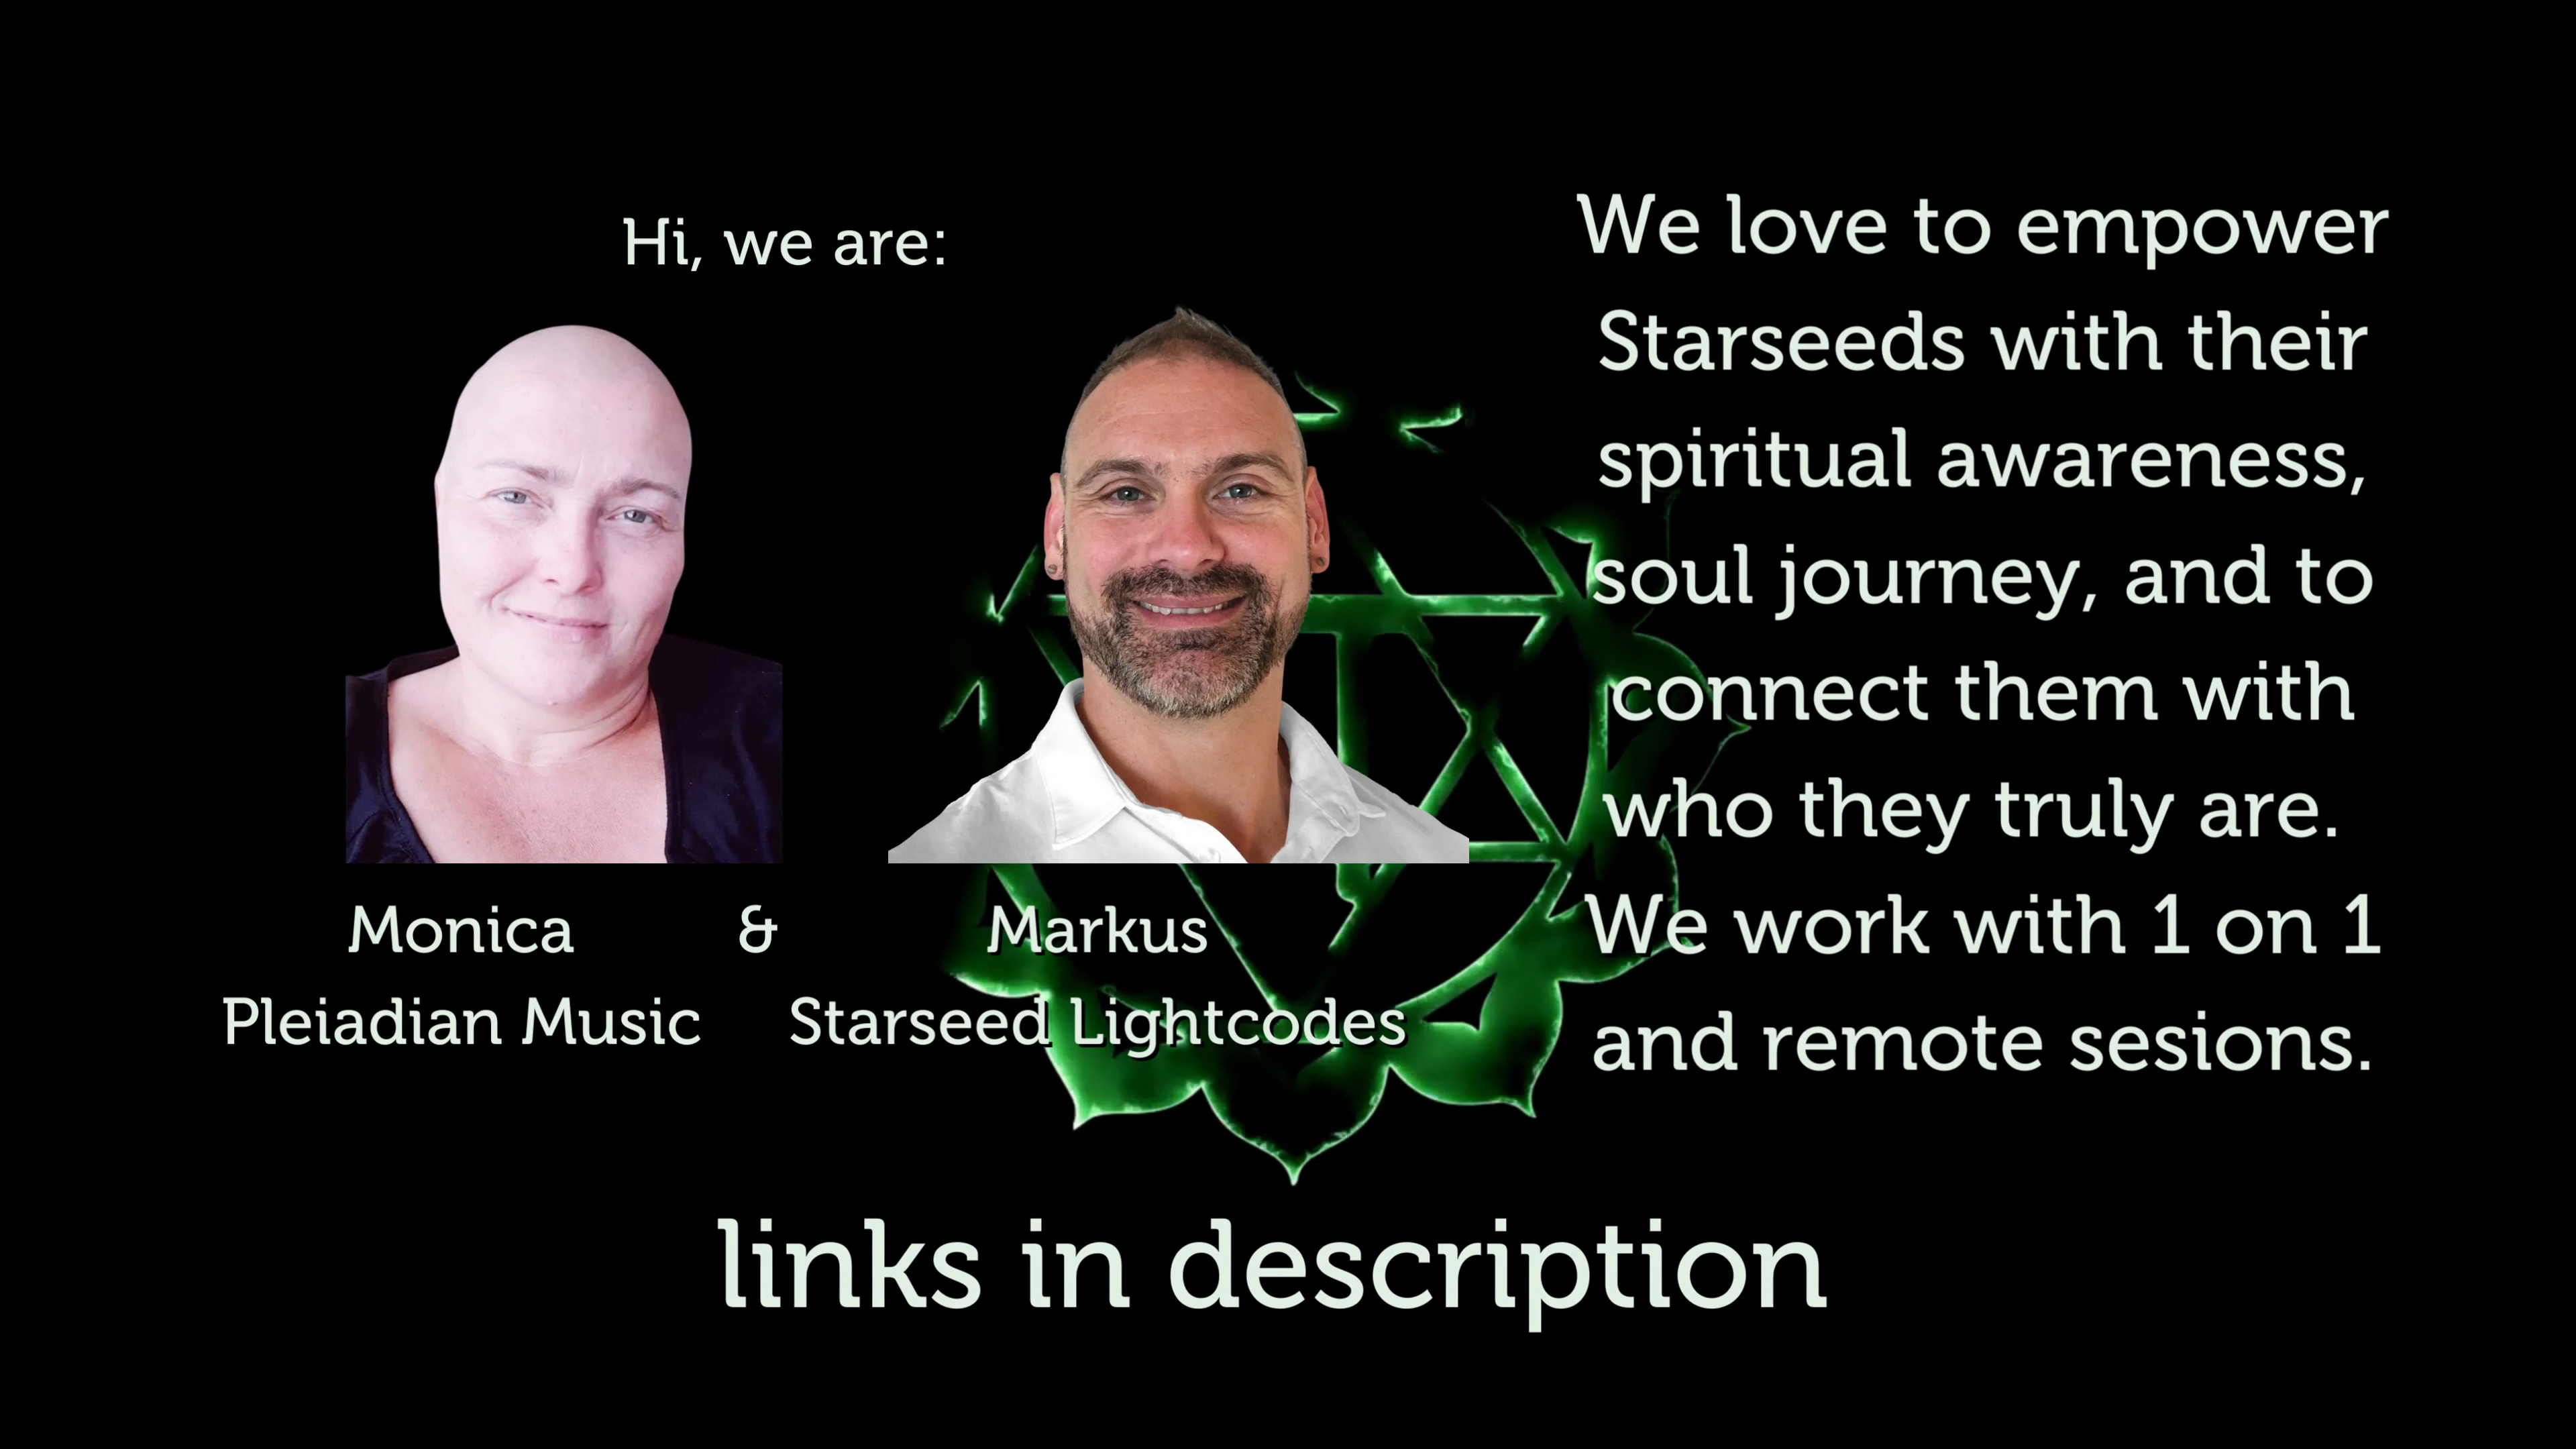 Hi, we are:
Monica & Markus
Pleiadian Music Starseed Lightcodes
We love to empower
Starseeds with their
spiritual awareness,
soul journey, and to
connect them with
who they truly are.
We work with 1 on 1
and remote sesions.
links in description